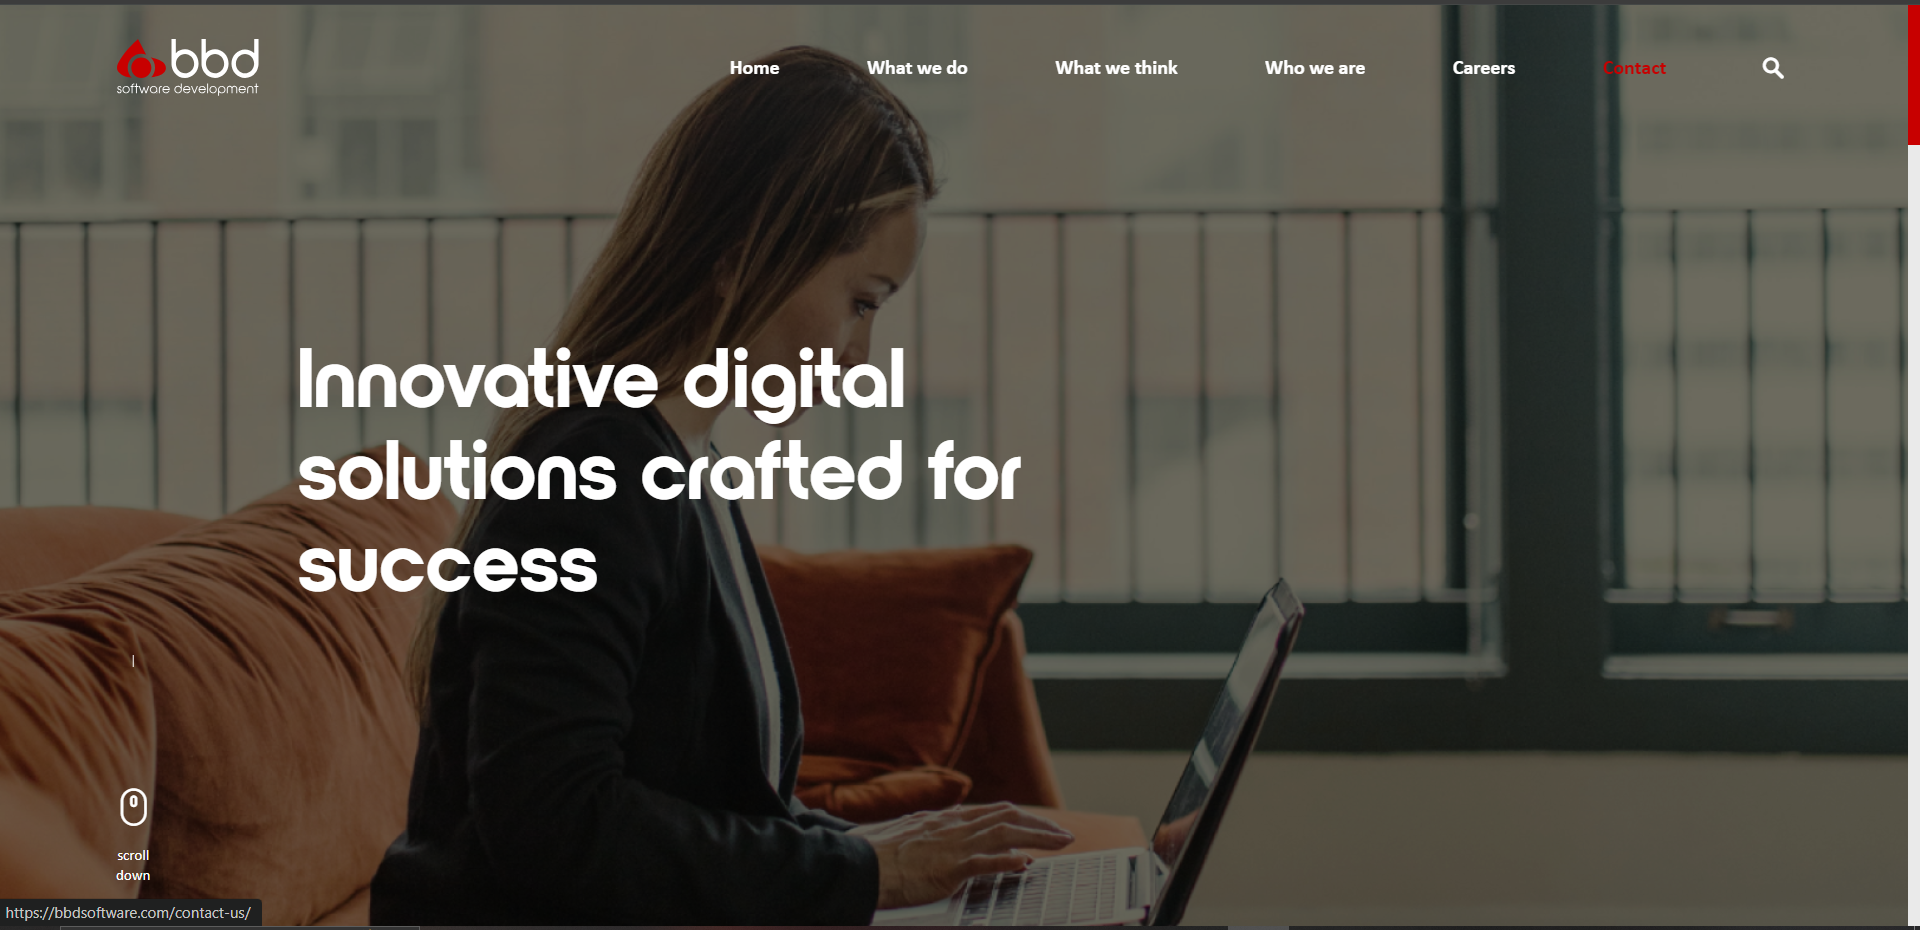 bbd
software development
Home
What we do
What we think
Who we are
Careers
Contact
Innovative digital
solutions crafted for
success
scroll
down
https://bbdsoftware.com/contact-us/